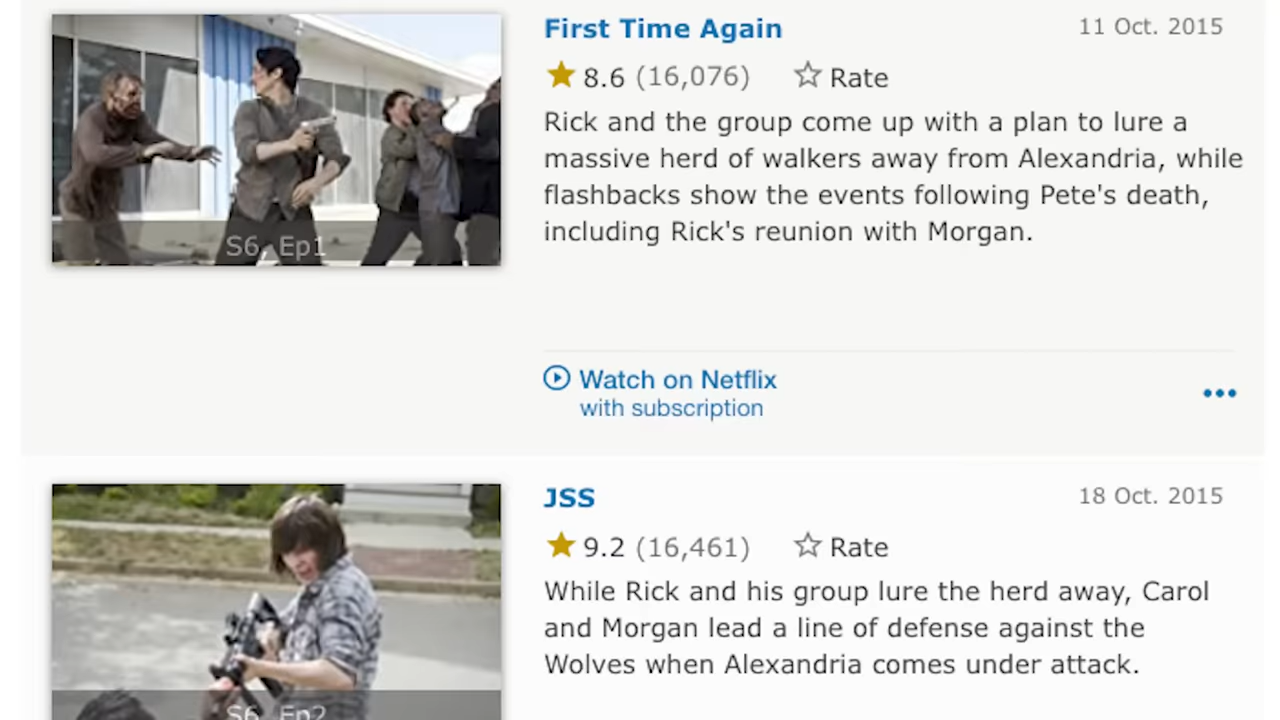 First Time Again
11 Oct. 2015
8.6 (16,076) Rate
Rick and the group come up with a plan to lure a
massive herd of walkers away from Alexandria, while
flashbacks show the events following Pete's death,
including Rick's reunion with Morgan.
S6, Ep1
Watch on Netflix
with subscription
JSS
18 Oct. 2015
9.2 (16,461) Rate
While Rick and his group lure the herd away, Carol
and Morgan lead a line of defense against the
Wolves when Alexandria comes under attack.
S6, Ep2